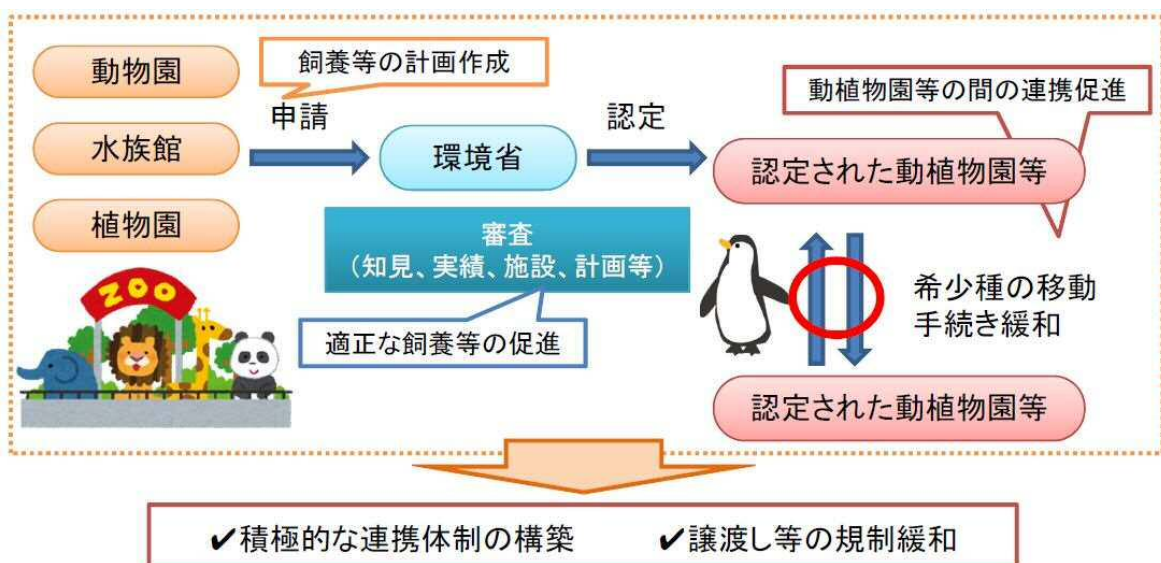 動物園
水族館
植物園
ZOO
飼養等の計画作成
申請
環境省
審査
（知見、実績、施設、計画等）
適正な飼養等の促進
認定
動植物園等の間の連携促進
認定された動植物園等
希少種の移動
手続き緩和
認定された動植物園等
✔積極的な連携体制の構築
✔譲渡し等の規制緩和